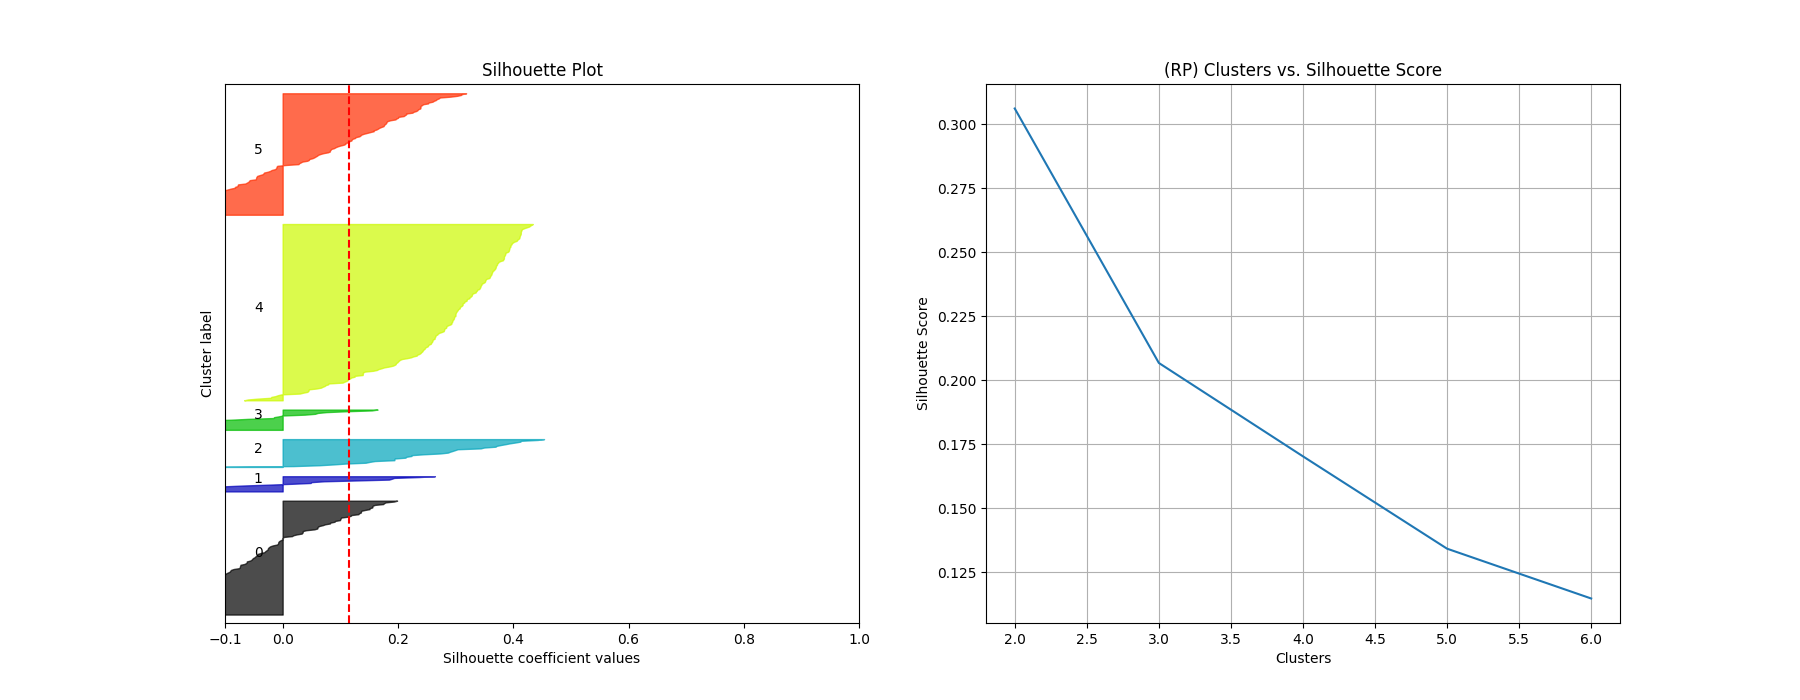 Silhouette Plot
Cluster label
5
4
3
2
1
0
−0.1 0.0 0.2 0.4 0.6 0.8 1.0
Silhouette coefficient values
(RP) Clusters vs. Silhouette Score
Silhouette Score
0.300
0.275
0.250
0.225
0.200
0.175
0.150
0.125
2.0 2.5 3.0 3.5 4.0 4.5 5.0 5.5 6.0
Clusters